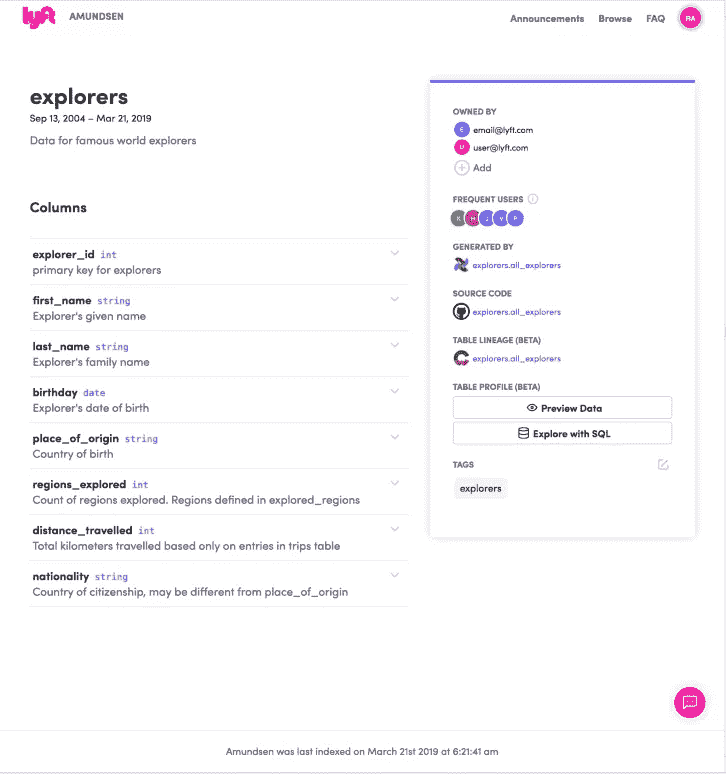 lyft AMUNDSEN
Announcements Browse FAQ RA
explorers
Sep 13, 2004 – Mar 21, 2019
Data for famous world explorers
Columns
explorer_id int
primary key for explorers
first_name string
Explorer's given name
last_name string
Explorer's family name
birthday date
Explorer's date of birth
place_of_origin string
Country of birth
regions_explored int
Count of regions explored. Regions defined in explored_regions
distance_travelled int
Total kilometers travelled based only on entries in trips table
nationality string
Country of citizenship, may be different from place_of_origin
OWNED BY
E email@lyft.com
U user@lyft.com
Add
FREQUENT USERS
K H J V P
GENERATED BY
explorers.all_explorers
SOURCE CODE
explorers.all_explorers
TABLE LINEAGE (BETA)
explorers.all_explorers
TABLE PROFILE (BETA)
Preview Data
Explore with SQL
TAGS
explorers
Amundsen was last indexed on March 21st 2019 at 6:21:41 am